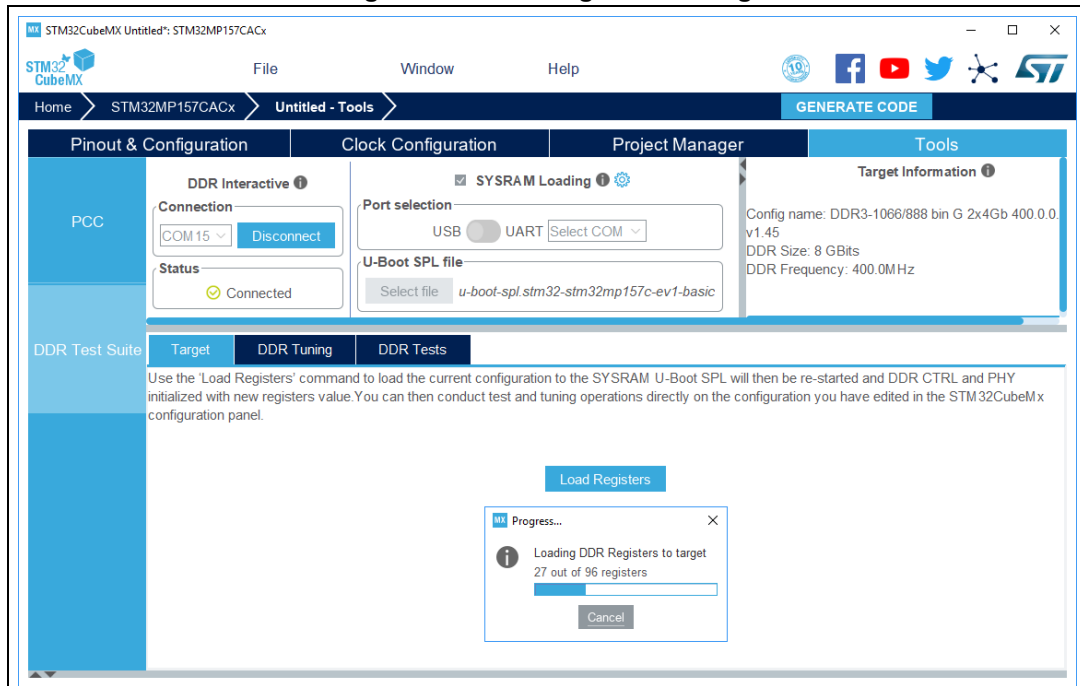 STM32CubeMX Untitled*: STM32MP157CACx
STM32
CubeMX
File Window Help
10
Home STM32MP157CACx Untitled - Tools GENERATE CODE
Pinout & Configuration Clock Configuration Project Manager Tools
PCC
DDR Test Suite
DDR Interactive
Connection
COM15 Disconnect
Status
Connected
SYSRAM Loading
Port selection
USB UART Select COM
U-Boot SPL file
Select file u-boot-spl.stm32-stm32mp157c-ev1-basic
Target Information
Config name: DDR3-1066/888 bin G 2x4Gb 400.0.0.
v1.45
DDR Size: 8 GBits
DDR Frequency: 400.0MHz
Target DDR Tuning DDR Tests
Use the 'Load Registers' command to load the current configuration to the SYSRAM U-Boot SPL will then be re-started and DDR CTRL and PHY
initialized with new registers value.You can then conduct test and tuning operations directly on the configuration you have edited in the STM32CubeMx
configuration panel.
Load Registers
MX Progress...
Loading DDR Registers to target
27 out of 96 registers
Cancel